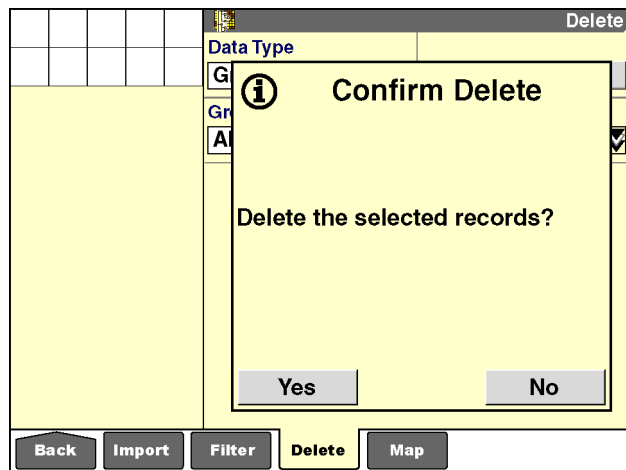 Delete
Data Type
Confirm Delete
Delete the selected records?
Yes
No
Back
Import
Filter
Delete
Map